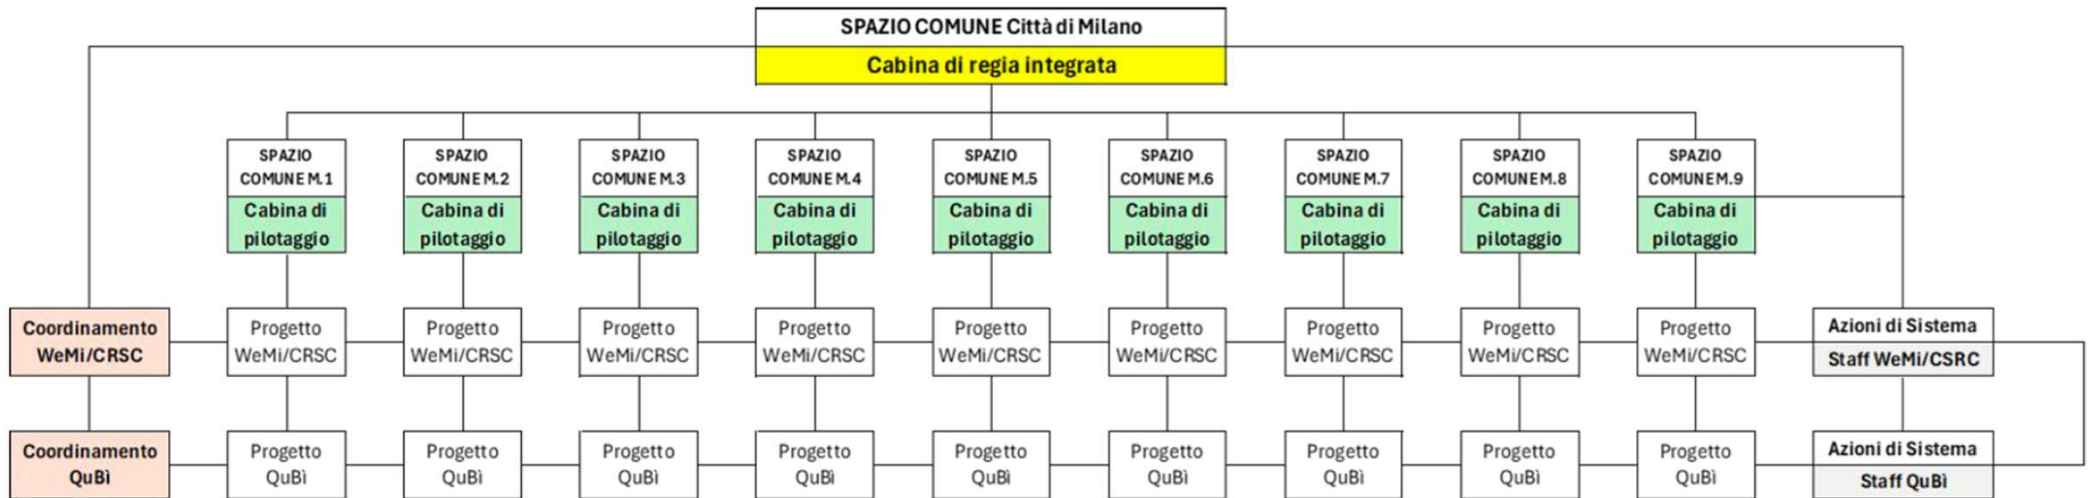 SPAZIO COMUNE Città di Milano
Cabina di regia integrata
SPAZIO
COMUNE M.1
Cabina di
pilotaggio
SPAZIO
COMUNE M.2
Cabina di
pilotaggio
SPAZIO
COMUNE M.3
Cabina di
pilotaggio
SPAZIO
COMUNE M.4
Cabina di
pilotaggio
SPAZIO
COMUNE M.5
Cabina di
pilotaggio
SPAZIO
COMUNE M.6
Cabina di
pilotaggio
SPAZIO
COMUNE M.7
Cabina di
pilotaggio
SPAZIO
COMUNE M.8
Cabina di
pilotaggio
SPAZIO
COMUNE M.9
Cabina di
pilotaggio
Coordinamento
WeMi/CRSC
Progetto
WeMi/CRSC
Progetto
WeMi/CRSC
Progetto
WeMi/CRSC
Progetto
WeMi/CRSC
Progetto
WeMi/CRSC
Progetto
WeMi/CRSC
Progetto
WeMi/CRSC
Progetto
WeMi/CRSC
Progetto
WeMi/CRSC
Azioni di Sistema
Staff WeMi/CSRC
Coordinamento
QuBì
Progetto
QuBì
Progetto
QuBì
Progetto
QuBì
Progetto
QuBì
Progetto
QuBì
Progetto
QuBì
Progetto
QuBì
Progetto
QuBì
Progetto
QuBì
Azioni di Sistema
Staff QuBì